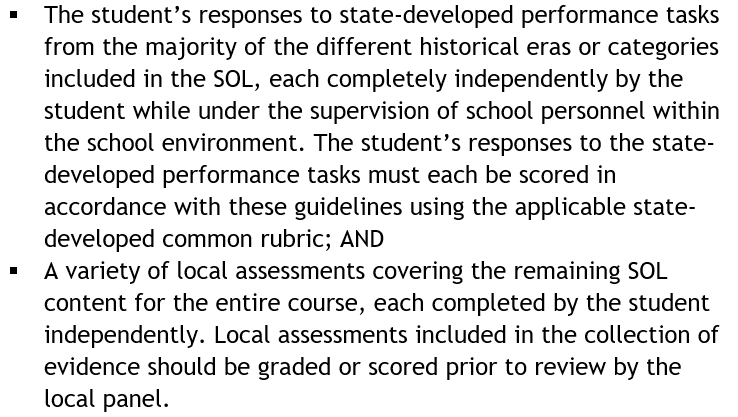 ▪ The student's responses to state-developed performance tasks
from the majority of the different historical eras or categories
included in the SOL, each completely independently by the
student while under the supervision of school personnel within
the school environment. The student's responses to the state-
developed performance tasks must each be scored in
accordance with these guidelines using the applicable state-
developed common rubric; AND
▪ A variety of local assessments covering the remaining SOL
content for the entire course, each completed by the student
independently. Local assessments included in the collection of
evidence should be graded or scored prior to review by the
local panel.